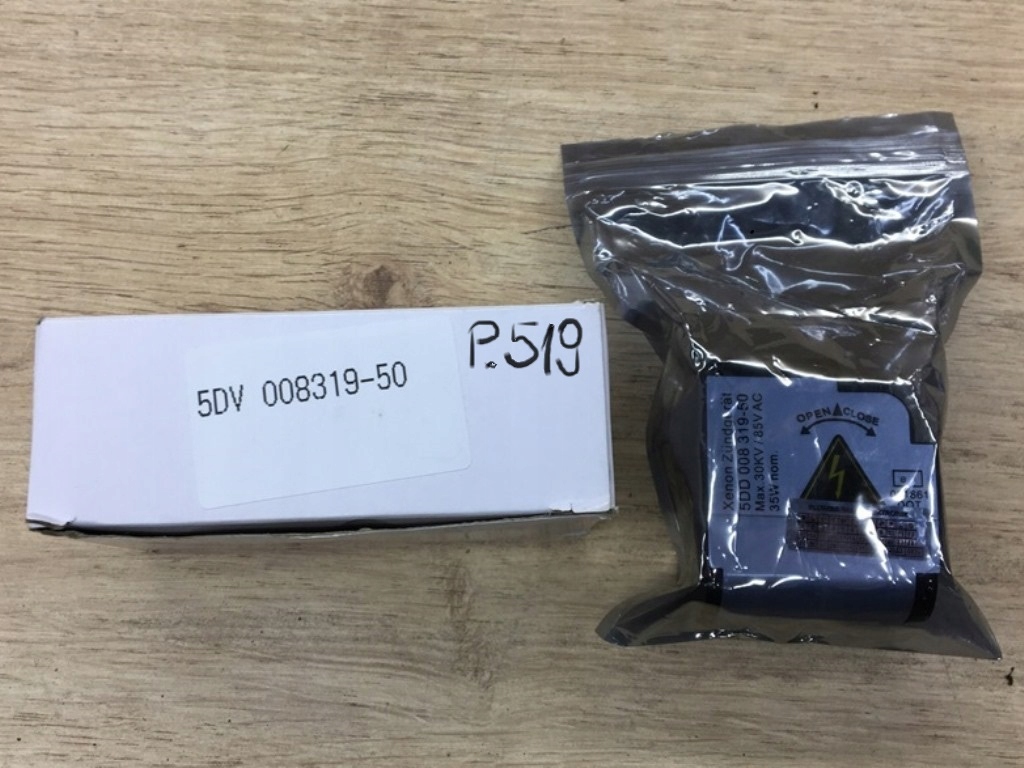 5DV 008319-50
P.519
Xenon Zündgerät
5DD 008 319-50
Max 30KV / 85V AC
35W nom.
OPEN CLOSE